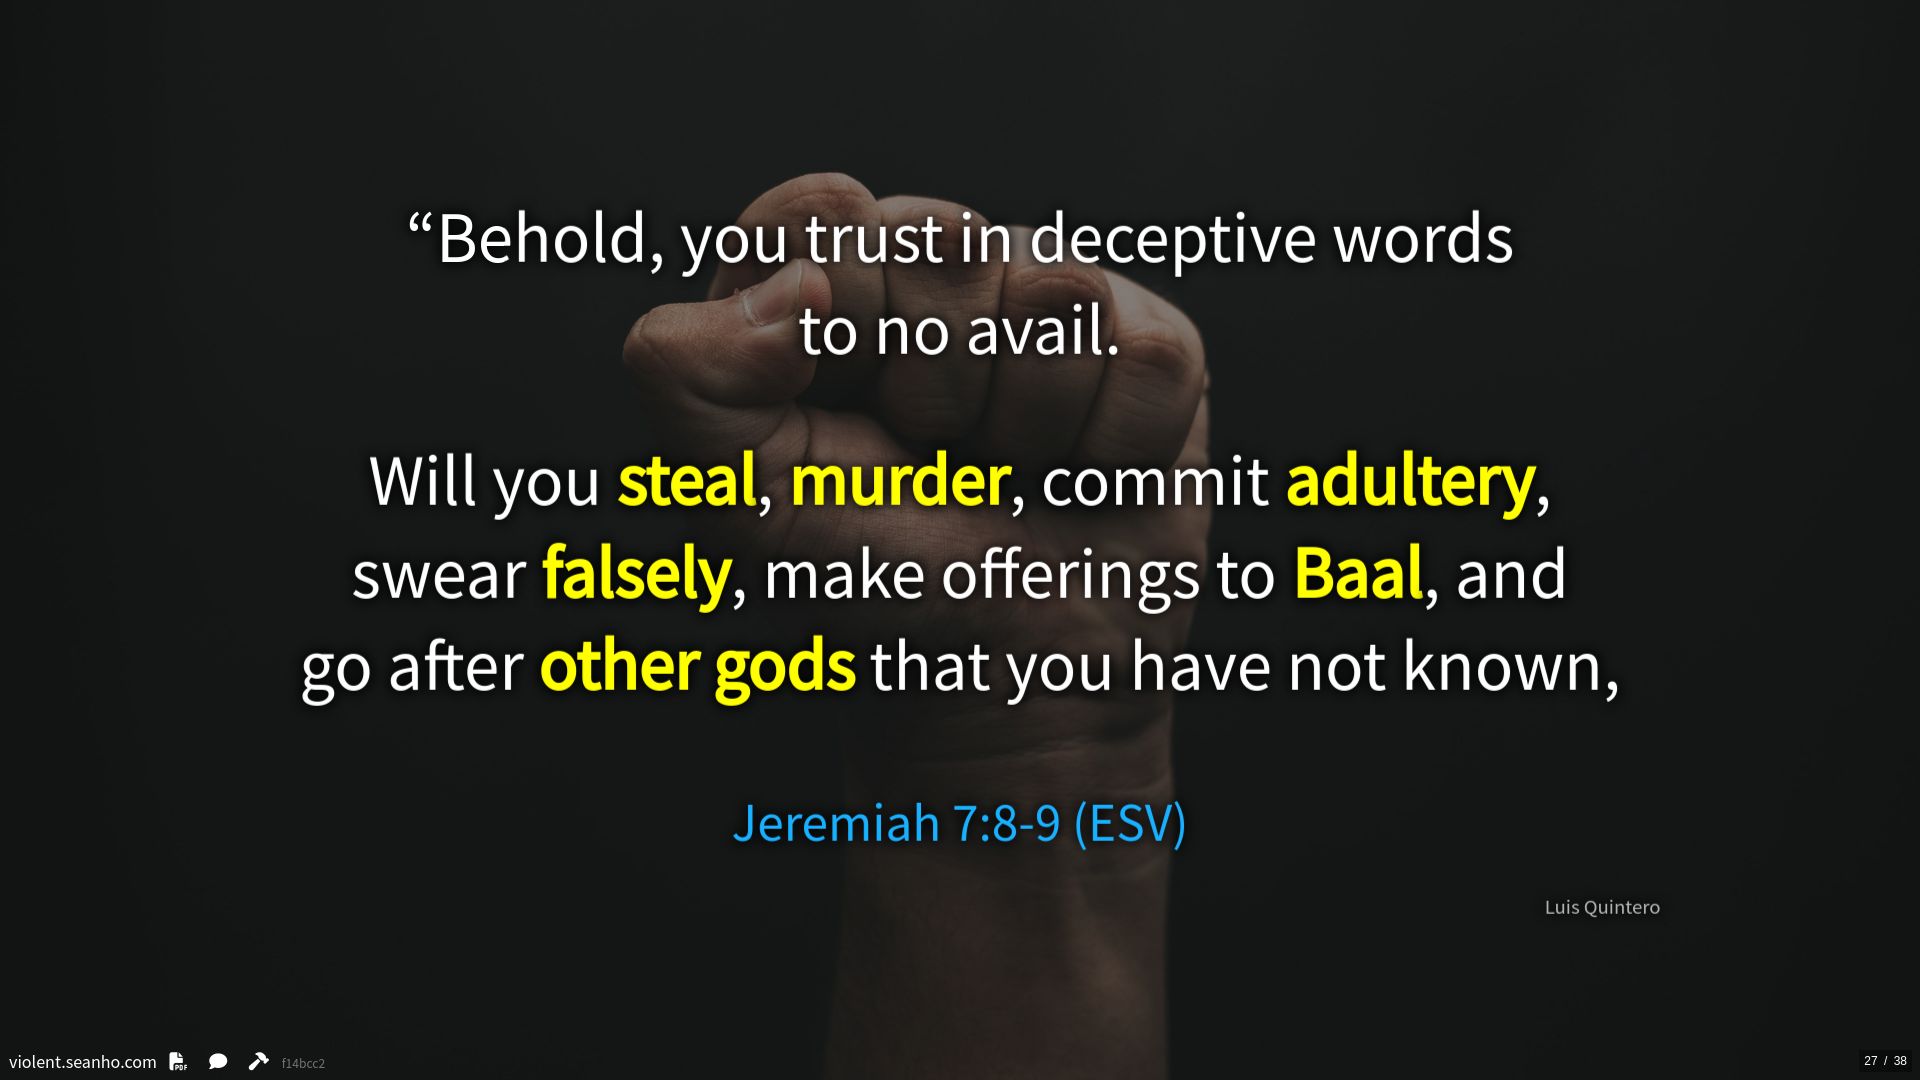 “Behold, you trust in deceptive words
to no avail.
Will you steal, murder, commit adultery,
swear falsely, make offerings to Baal, and
go after other gods that you have not known,
Jeremiah 7:8-9 (ESV)
Luis Quintero
violent.seanho.com PDF f14bcc2
27 / 38